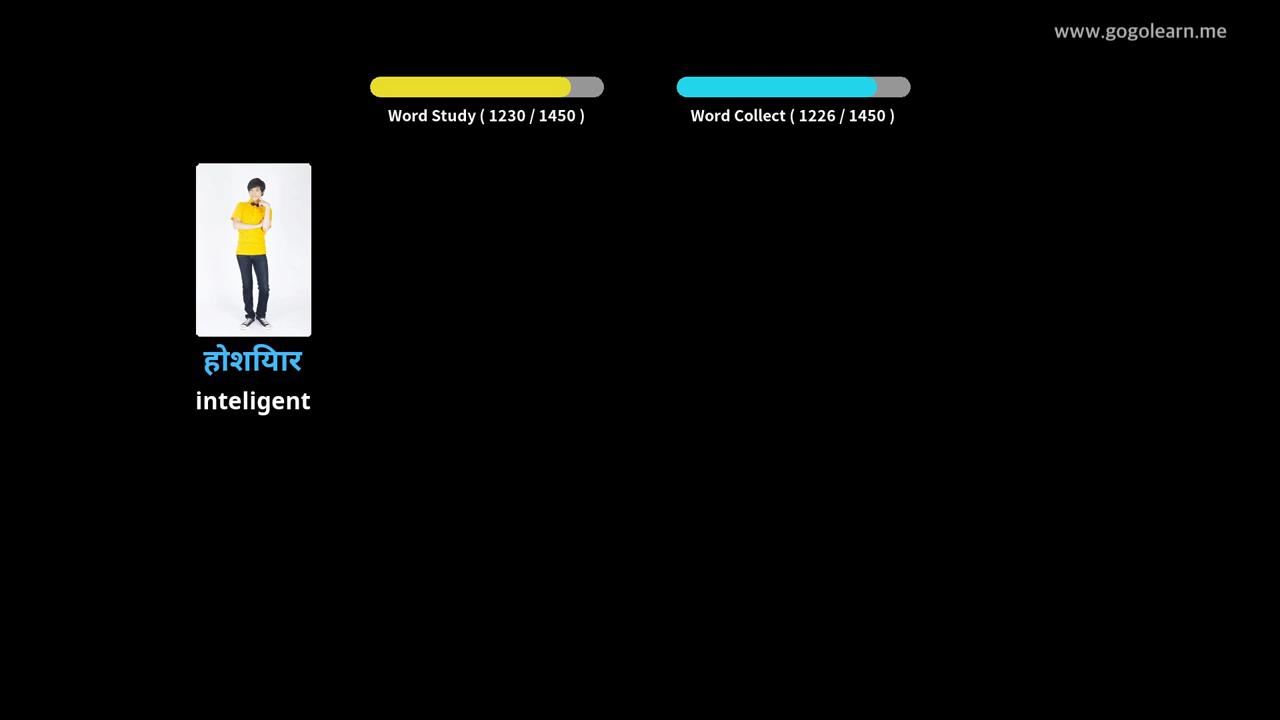 www.gogolearn.me
Word Study ( 1230 / 1450 )
Word Collect ( 1226 / 1450 )
होशियार
inteligent